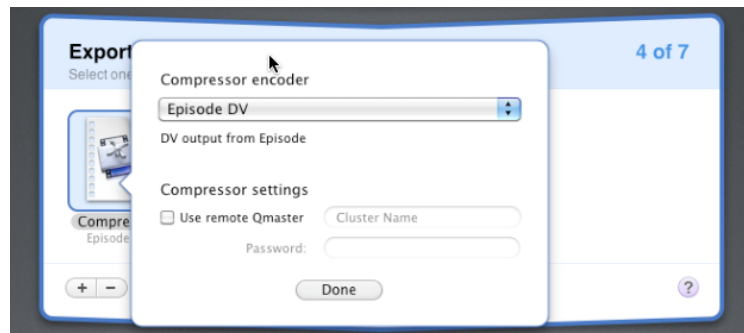 Export
4 of 7
Select one
Compressor encoder
Episode DV
DV output from Episode
Compressor settings
Use remote Qmaster
Cluster Name
Password:
Compre
Episode
Done
+ −
?